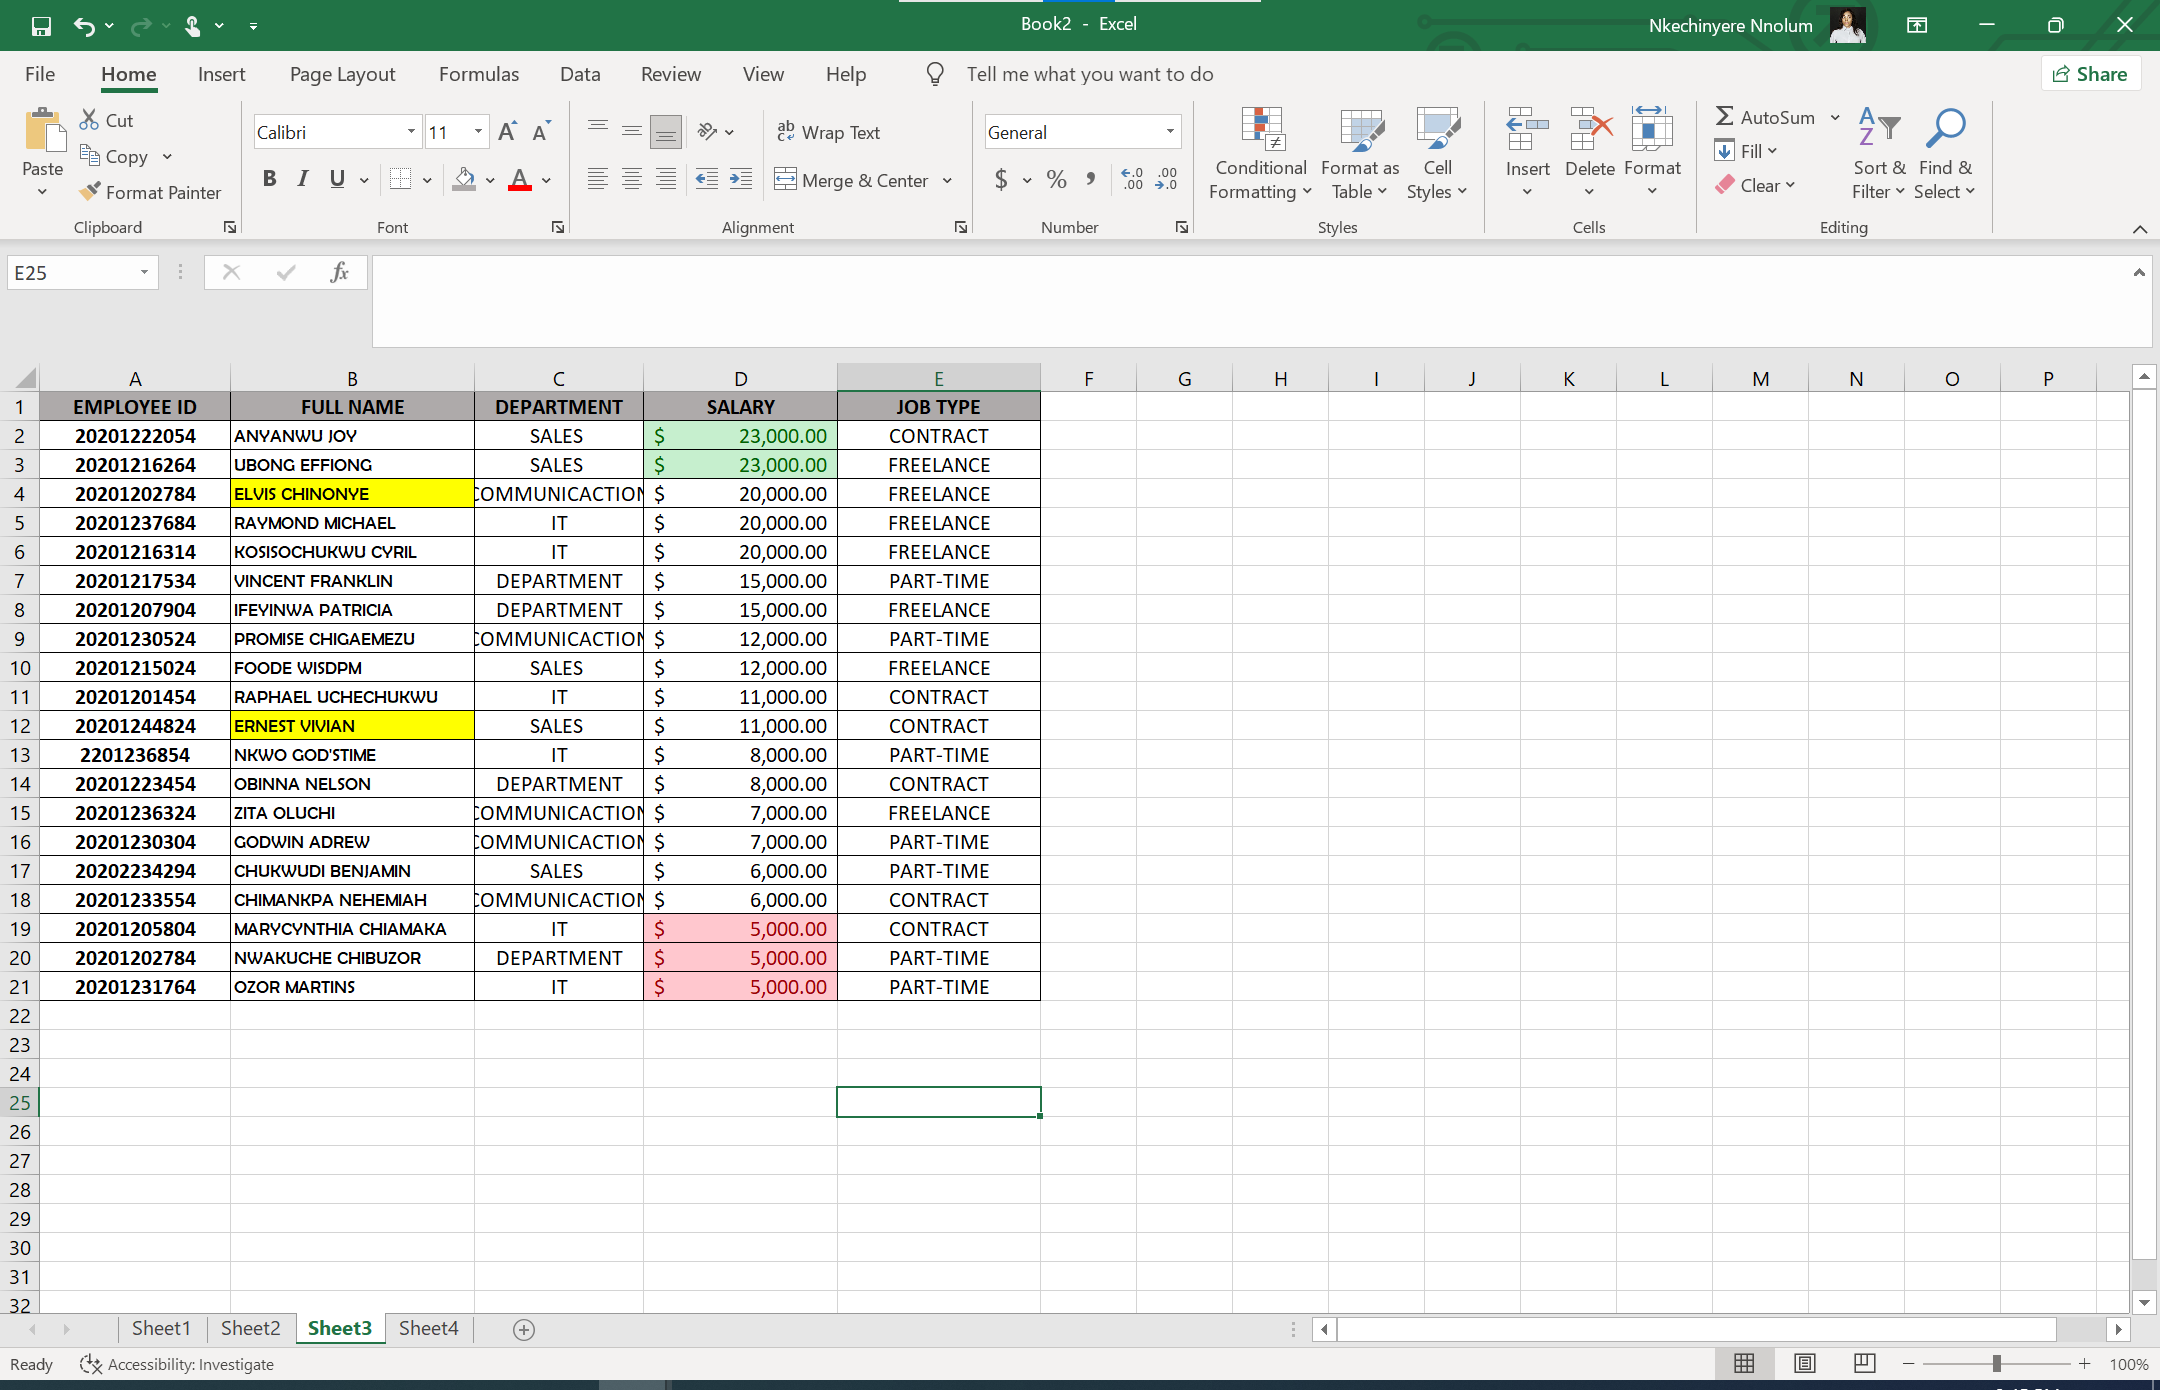 Book2 - Excel
Nkechinyere Nnolum
File Home Insert Page Layout Formulas Data Review View Help Tell me what you want to do Share
Paste
Cut
Copy
Format Painter
Clipboard
Calibri 11
B I U
Font
Wrap Text
Merge & Center
Alignment
General
$ % ,
Number
Conditional Formatting
Format as Table
Cell Styles
Styles
Insert Delete Format
Cells
AutoSum
Fill
Clear
Sort & Filter
Find & Select
Editing
E25 fx
A B C D E F G H I J K L M N O P
1 EMPLOYEE ID FULL NAME DEPARTMENT SALARY JOB TYPE
2 20201222054 ANYANWU JOY SALES $ 23,000.00 CONTRACT
3 20201216264 UBONG EFFIONG SALES $ 23,000.00 FREELANCE
4 20201202784 ELVIS CHINONYE COMMUNICACTION $ 20,000.00 FREELANCE
5 20201237684 RAYMOND MICHAEL IT $ 20,000.00 FREELANCE
6 20201216314 KOSISOCHUKWU CYRIL IT $ 20,000.00 FREELANCE
7 20201217534 VINCENT FRANKLIN DEPARTMENT $ 15,000.00 PART-TIME
8 20201207904 IFEYINWA PATRICIA DEPARTMENT $ 15,000.00 FREELANCE
9 20201230524 PROMISE CHIGAEMEZU COMMUNICACTION $ 12,000.00 PART-TIME
10 20201215024 FOODE WISDPM SALES $ 12,000.00 FREELANCE
11 20201201454 RAPHAEL UCHECHUKWU IT $ 11,000.00 CONTRACT
12 20201244824 ERNEST VIVIAN SALES $ 11,000.00 CONTRACT
13 2201236854 NKWO GOD'STIME IT $ 8,000.00 PART-TIME
14 20201223454 OBINNA NELSON DEPARTMENT $ 8,000.00 CONTRACT
15 20201236324 ZITA OLUCHI COMMUNICACTION $ 7,000.00 FREELANCE
16 20201230304 GODWIN ADREW COMMUNICACTION $ 7,000.00 PART-TIME
17 20202234294 CHUKWUDI BENJAMIN SALES $ 6,000.00 PART-TIME
18 20201233554 CHIMANKPA NEHEMIAH COMMUNICACTION $ 6,000.00 CONTRACT
19 20201205804 MARYCYNTHIA CHIAMAKA IT $ 5,000.00 CONTRACT
20 20201202784 NWAKUCHE CHIBUZOR DEPARTMENT $ 5,000.00 PART-TIME
21 20201231764 OZOR MARTINS IT $ 5,000.00 PART-TIME
22
23
24
25
26
27
28
29
30
31
32
Sheet1 Sheet2 Sheet3 Sheet4
Ready Accessibility: Investigate 100%